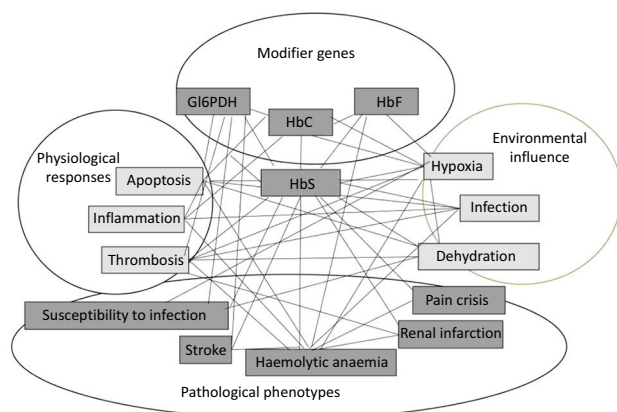 Modifier genes
Gl6PDH
HbF
HbC
Environmental
influence
Physiological
responses
Hypoxia
Apoptosis
HbS
Inflammation
Infection
Thrombosis
Dehydration
Pain crisis
Susceptibility to infection
Renal infarction
Stroke
Haemolytic anaemia
Pathological phenotypes